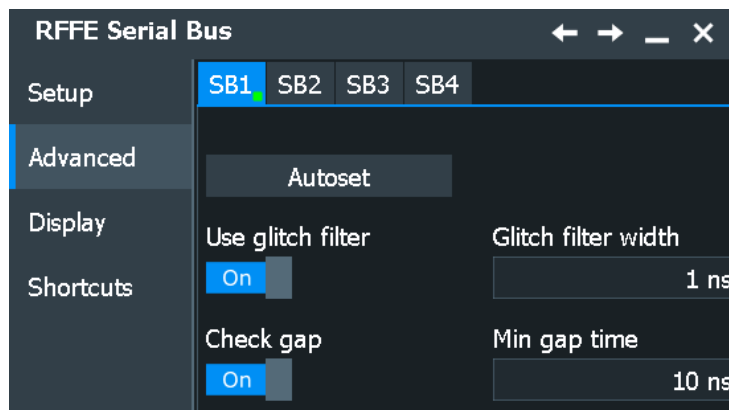 RFFE Serial Bus
Setup
Advanced
Display
Shortcuts
SB1 SB2 SB3 SB4
Autoset
Use glitch filter Glitch filter width
On 1 ns
Check gap Min gap time
On 10 ns